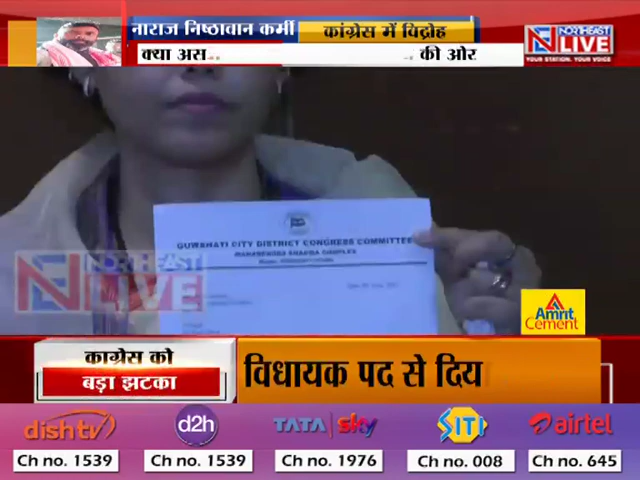 नाराज निष्ठावान कर्मी
कांग्रेस में विद्रोह
क्या अस
की ओर
NORTHEAST
LIVE
YOUR STATION. YOUR VOICE.
GUWAHATI CITY DISTRICT CONGRESS COMMITTEE
NORTHEAST
LIVE
Amrit
Cement
काग्रेस को
बड़ा झटका
विधायक पद से दिय
dishtv
d2h
TATA sky
SITI
airtel
Ch no. 1539
Ch no. 1539
Ch no. 1976
Ch no. 008
Ch no. 645